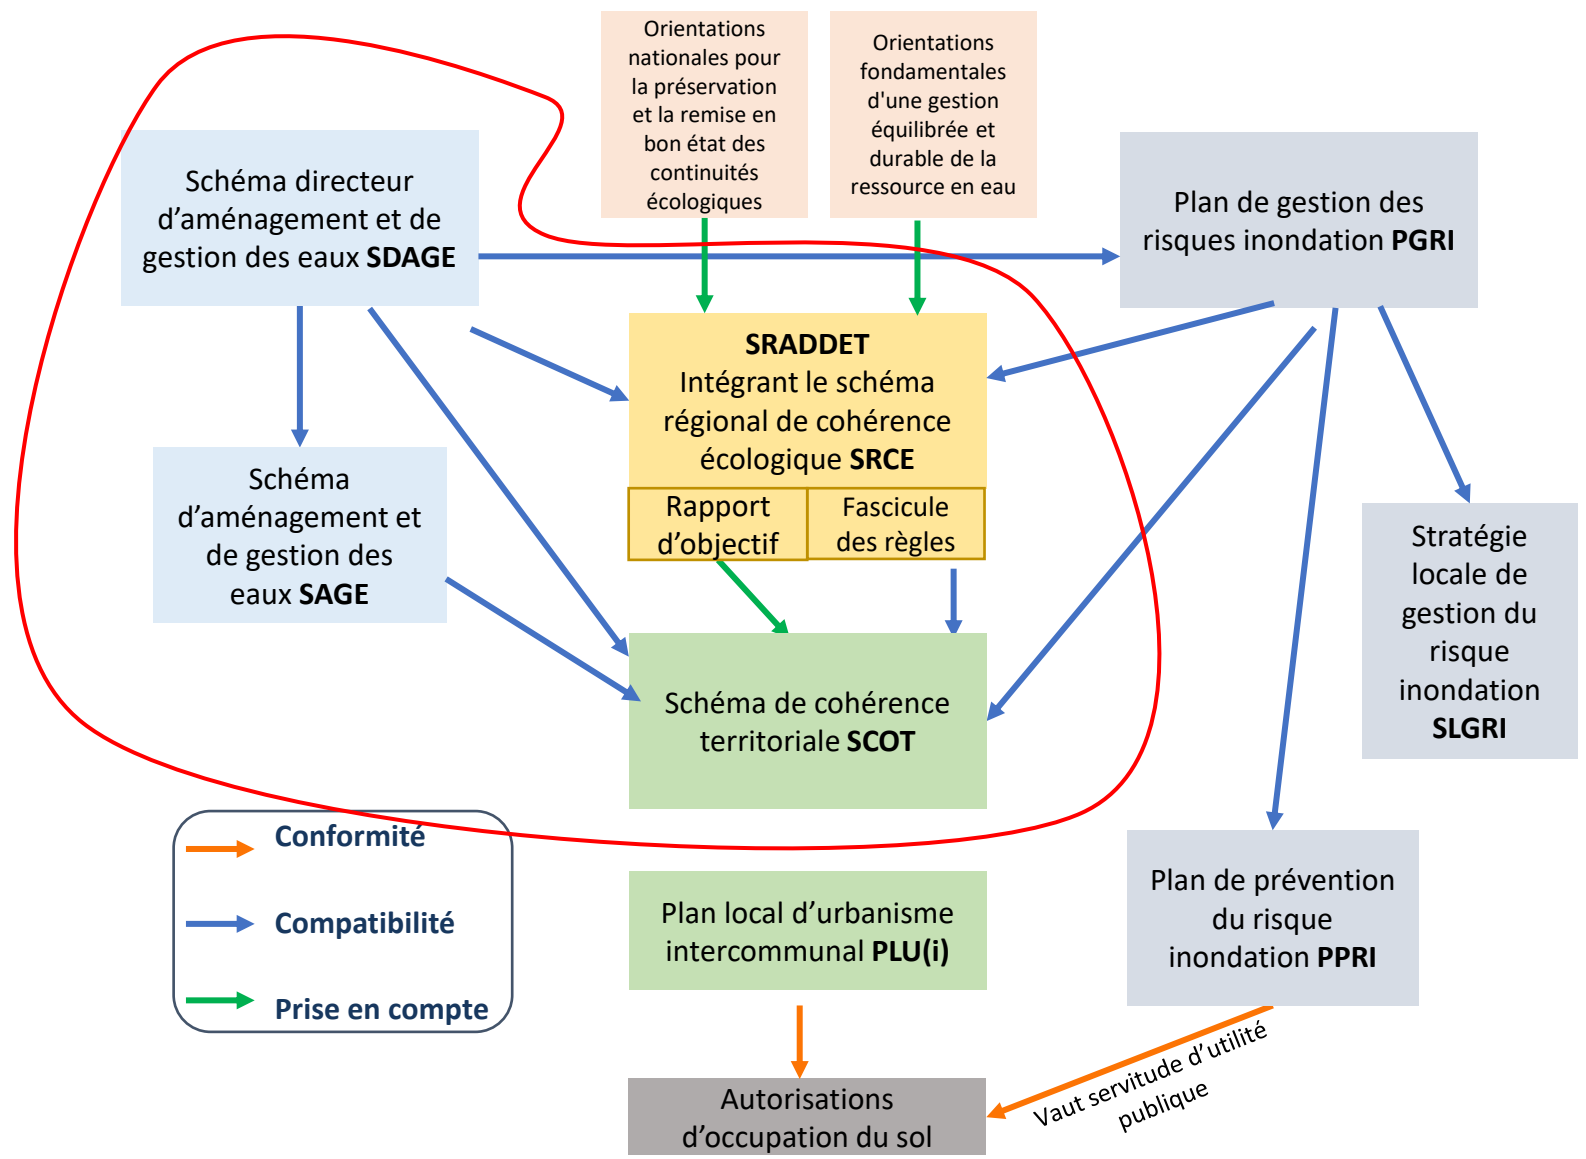 Orientations
nationales pour
la préservation
et la remise en
bon état des
continuités
écologiques
Orientations
fondamentales
d'une gestion
équilibrée et
durable de la
ressource en eau
Schéma directeur
d’aménagement et de
gestion des eaux SDAGE
Plan de gestion des
risques inondation PGRI
SRADDET
Intégrant le schéma
régional de cohérence
écologique SRCE
Rapport
d’objectif
Fascicule
des règles
Schéma
d’aménagement et
de gestion des
eaux SAGE
Stratégie
locale de
gestion du
risque
inondation
SLGRI
Schéma de cohérence
territoriale SCOT
Conformité
Compatibilité
Prise en compte
Plan local d’urbanisme
intercommunal PLU(i)
Plan de prévention
du risque
inondation PPRI
Vaut servitude d’utilité
publique
Autorisations
d’occupation du sol